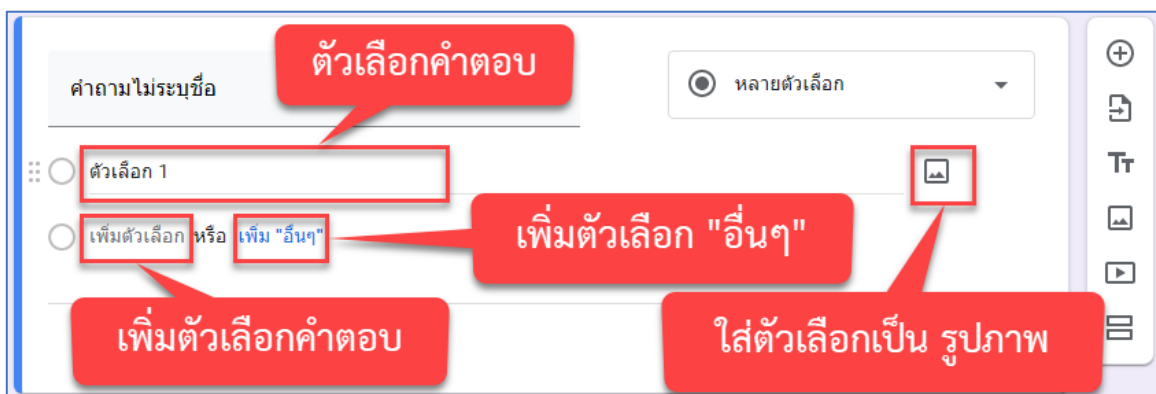 ตัวเลือกคำตอบ
คำถามไม่ระบุชื่อ
หลายตัวเลือก
ตัวเลือก 1
เพิ่มตัวเลือก หรือ เพิ่ม "อื่นๆ"
เพิ่มตัวเลือก "อื่นๆ"
เพิ่มตัวเลือกคำตอบ
ใส่ตัวเลือกเป็น รูปภาพ
Tт